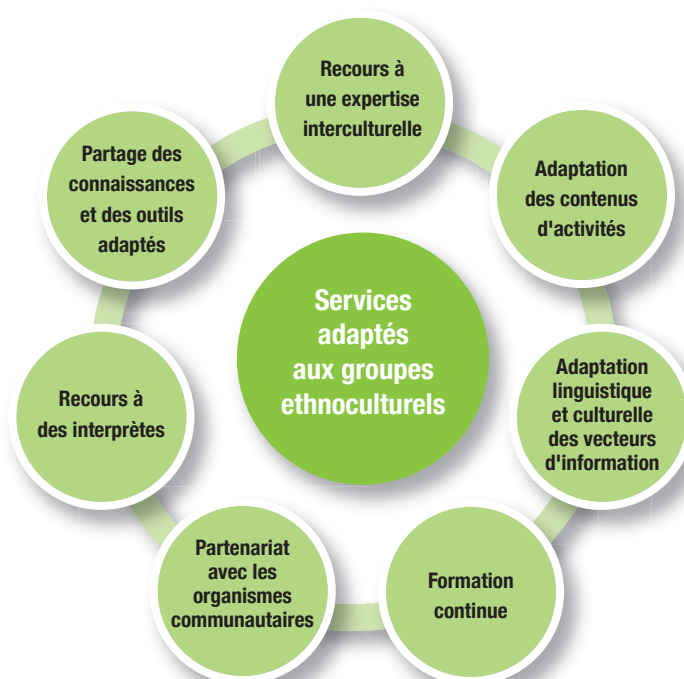 Recours à
une expertise
interculturelle
Partage des
connaissances
et des outils
adaptés
Adaptation
des contenus
d'activités
Services
adaptés
aux groupes
ethnoculturels
Adaptation
linguistique
et culturelle
des vecteurs
d'information
Recours à
des interprètes
Partenariat
avec les
organismes
communautaires
Formation
continue